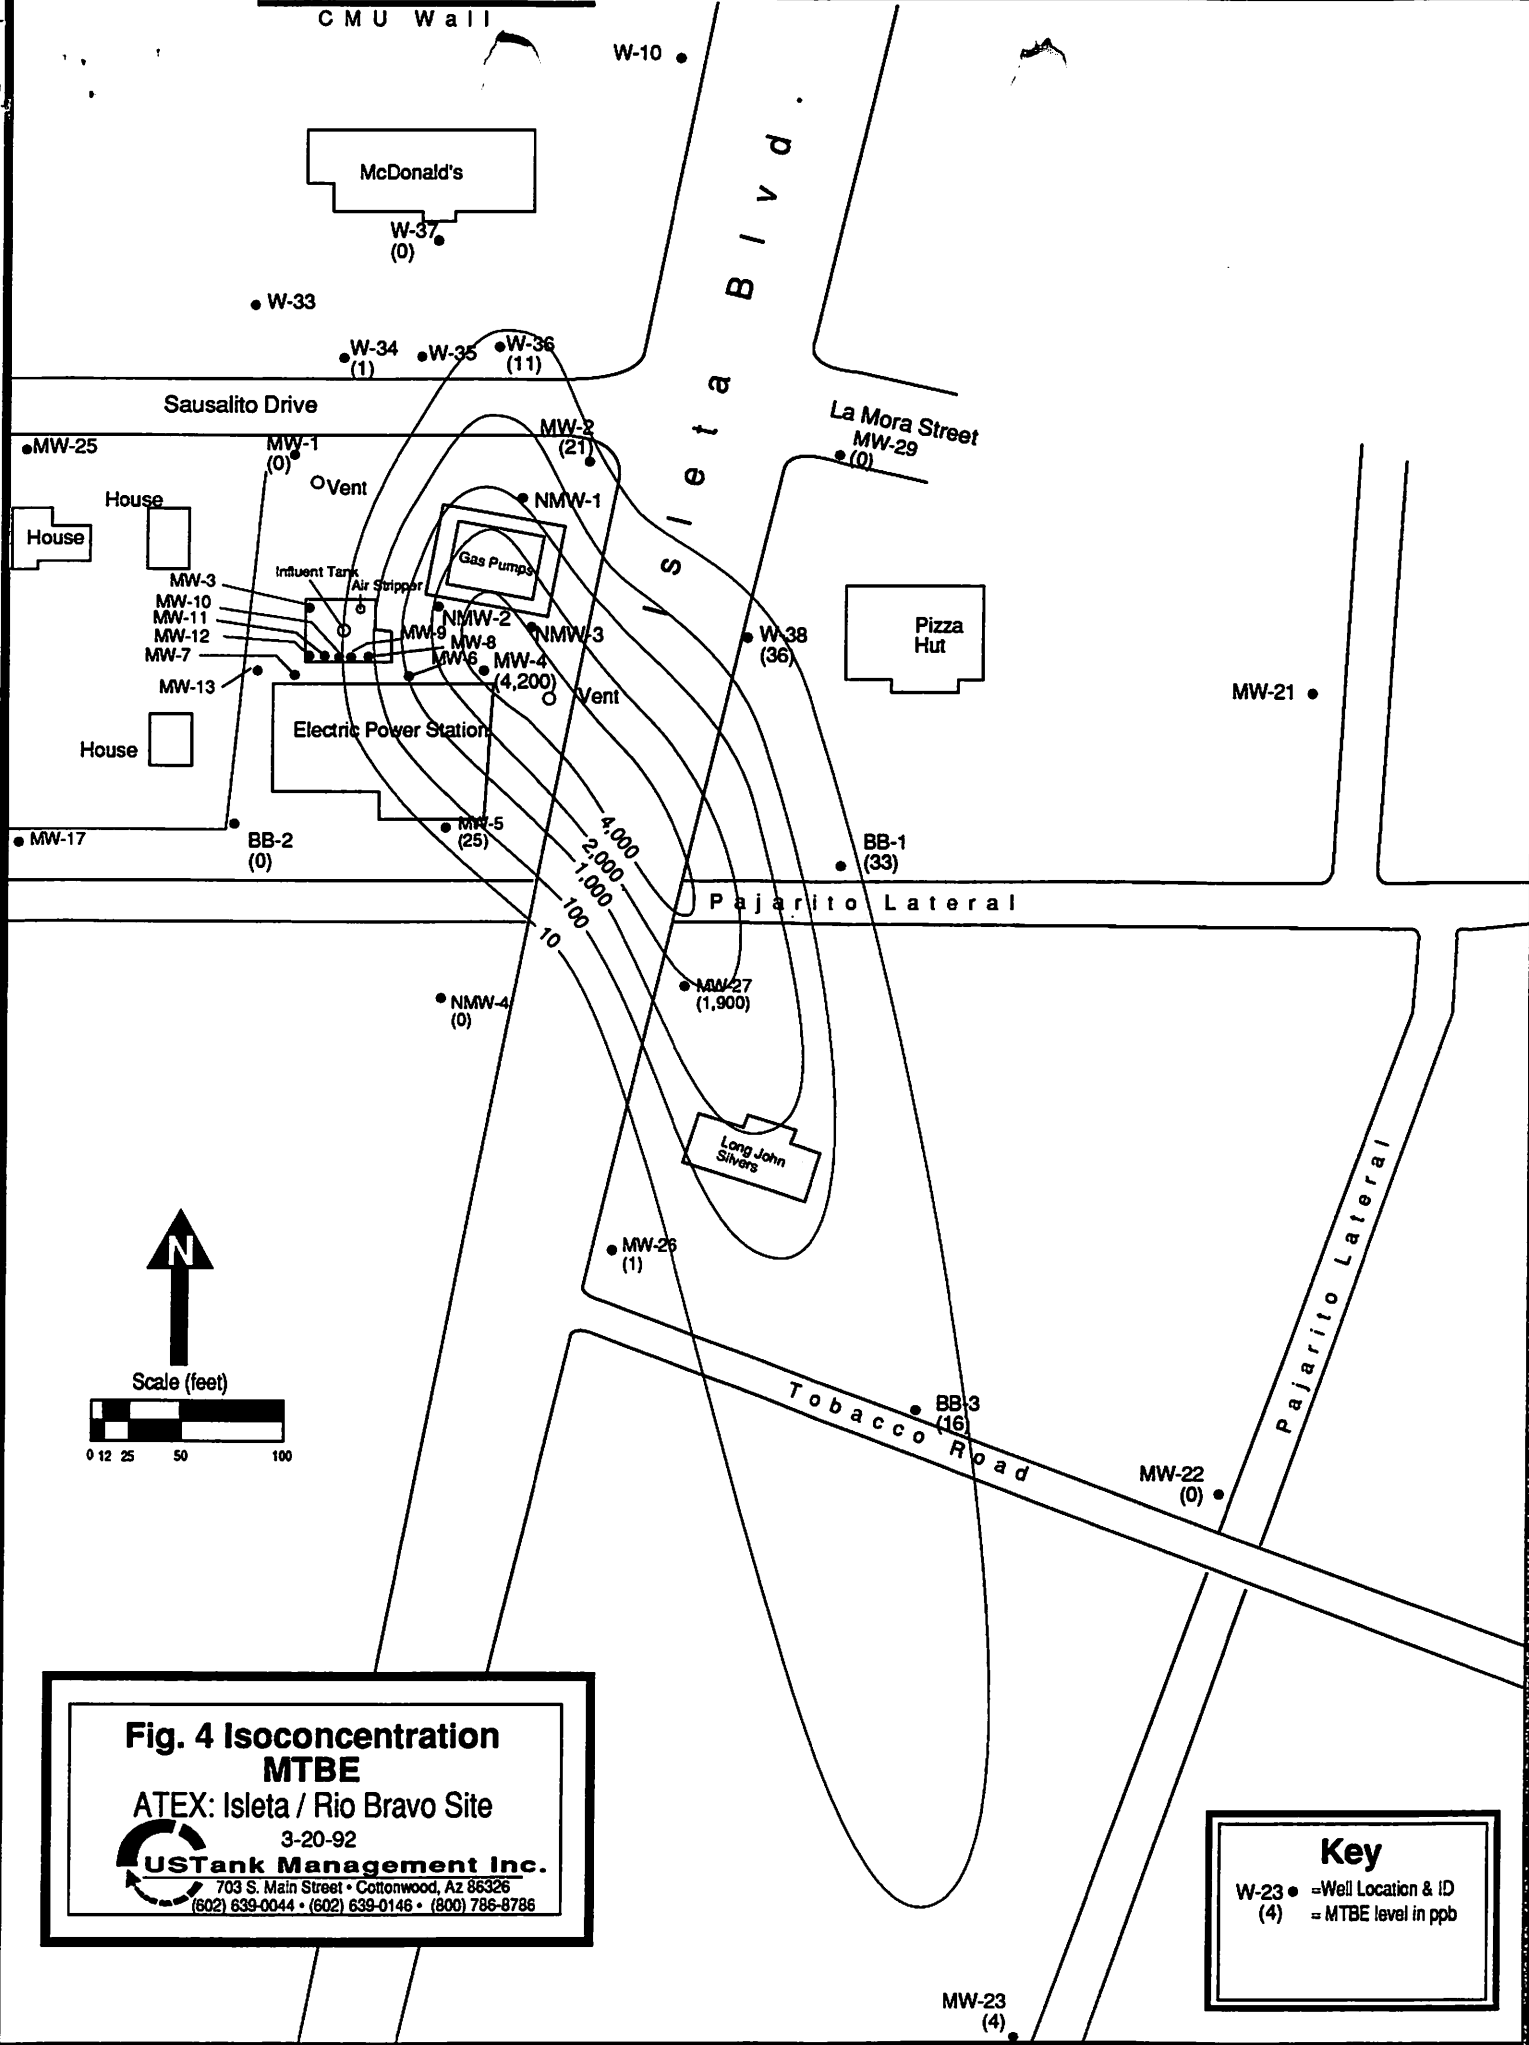 CMU Wall
W-10
Isleta Blvd.
McDonald's
W-37
(0)
W-33
W-34
(1)
W-35
W-36
(11)
Sausalito Drive
La Mora Street
MW-25
MW-1
(0)
MW-2
(21)
MW-29
(0)
Vent
NMW-1
House
House
Gas Pumps
Influent Tank
Air Stripper
MW-3
MW-10
MW-11
MW-12
MW-7
MW-13
NMW-2
NMW-3
MW-9
MW-8
MW-6
MW-4
(4,200)
Vent
W-38
(36)
Pizza
Hut
MW-21
Electric Power Station
House
MW-17
BB-2
(0)
MW-5
(25)
4,000
2,000
1,000
100
10
BB-1
(33)
Pajarito Lateral
NMW-4
(0)
MW-27
(1,900)
Long John
Silvers
MW-26
(1)
Pajarito Lateral
N
Scale (feet)
0 12 25 50 100
Tobacco Road
BB-3
(16)
MW-22
(0)
Fig. 4 Isoconcentration
MTBE
ATEX: Isleta / Rio Bravo Site
3-20-92
USTank Management Inc.
703 S. Main Street • Cottonwood, Az 86326
(602) 639-0044 • (602) 639-0146 • (800) 786-8786
Key
W-23 =Well Location & ID
(4) = MTBE level in ppb
MW-23
(4)